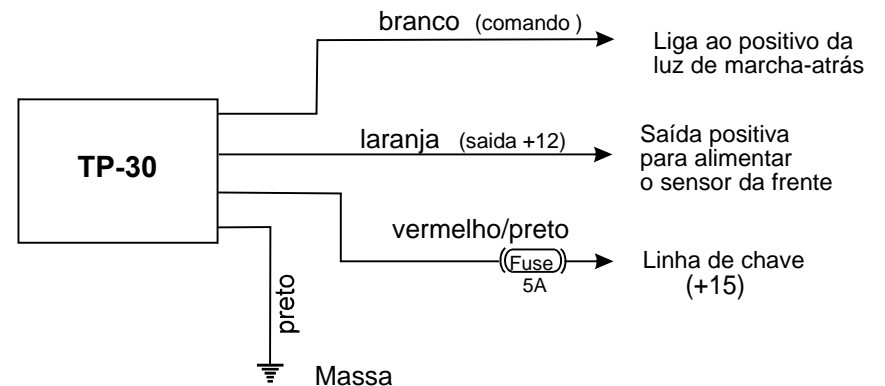 branco (comando )
Liga ao positivo da
luz de marcha-atrás
TP-30
laranja (saida +12)
Saída positiva
para alimentar
o sensor da frente
vermelho/preto
Fuse
5A
Linha de chave
(+15)
preto
Massa